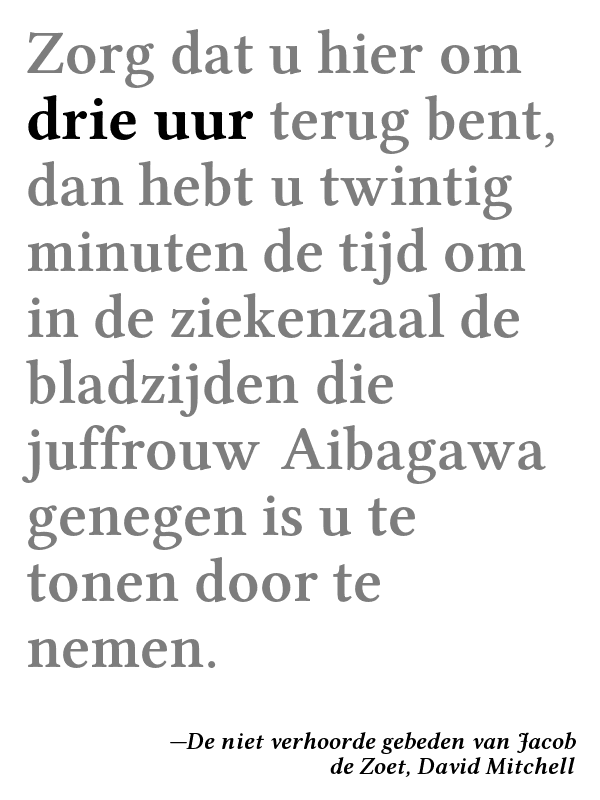 Zorg dat u hier om
drie uur terug bent,
dan hebt u twintig
minuten de tijd om
in de ziekenzaal de
bladzijden die
juffrouw Aibagawa
genegen is u te
tonen door te
nemen.
—De niet verhoorde gebeden van Jacob
de Zoet, David Mitchell